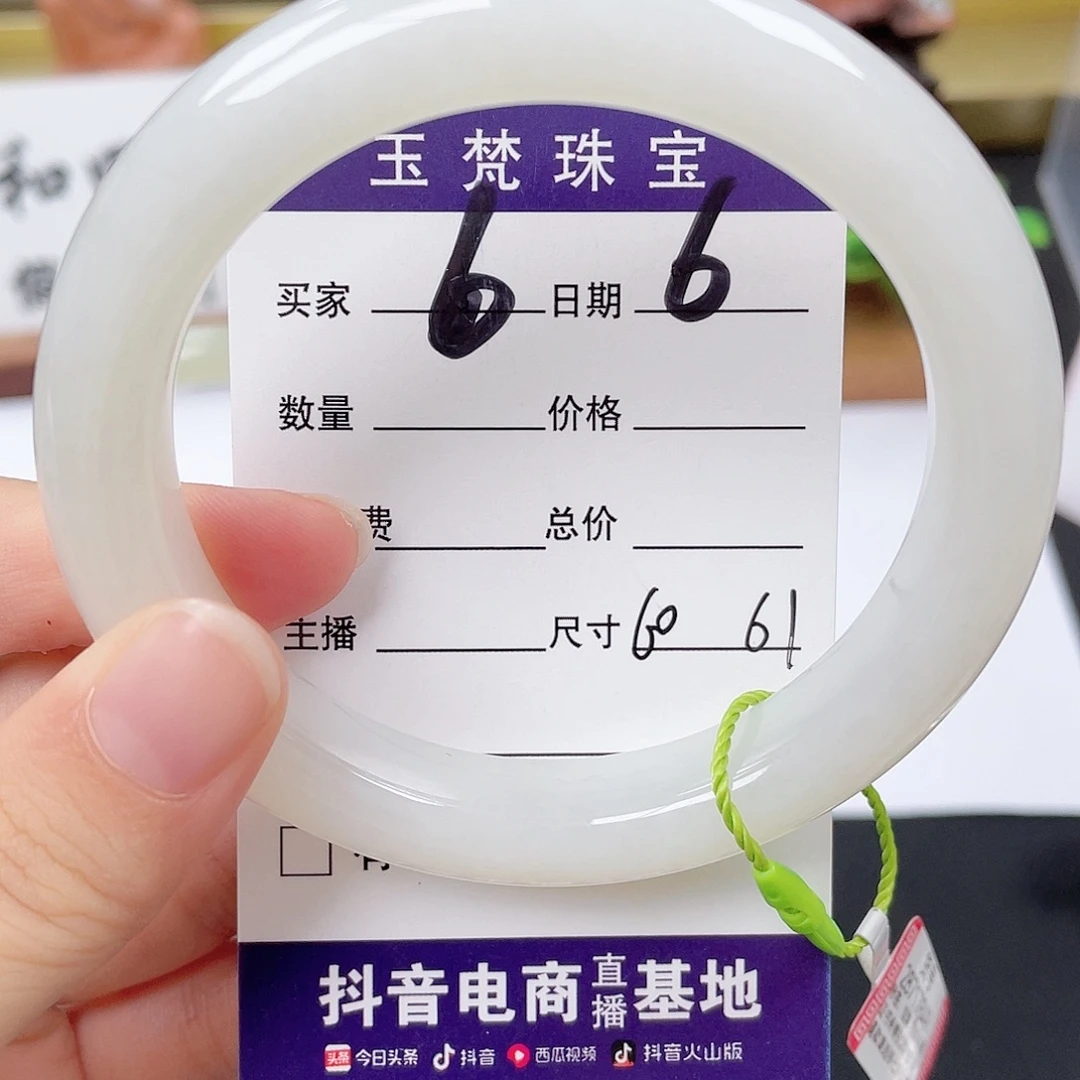 玉梵珠宝
买家 6 日期 6
数量 价格
费 总价
主播 尺寸 60 61
抖音电商直播基地
头条 今日头条 抖音 西瓜视频 抖音火山版